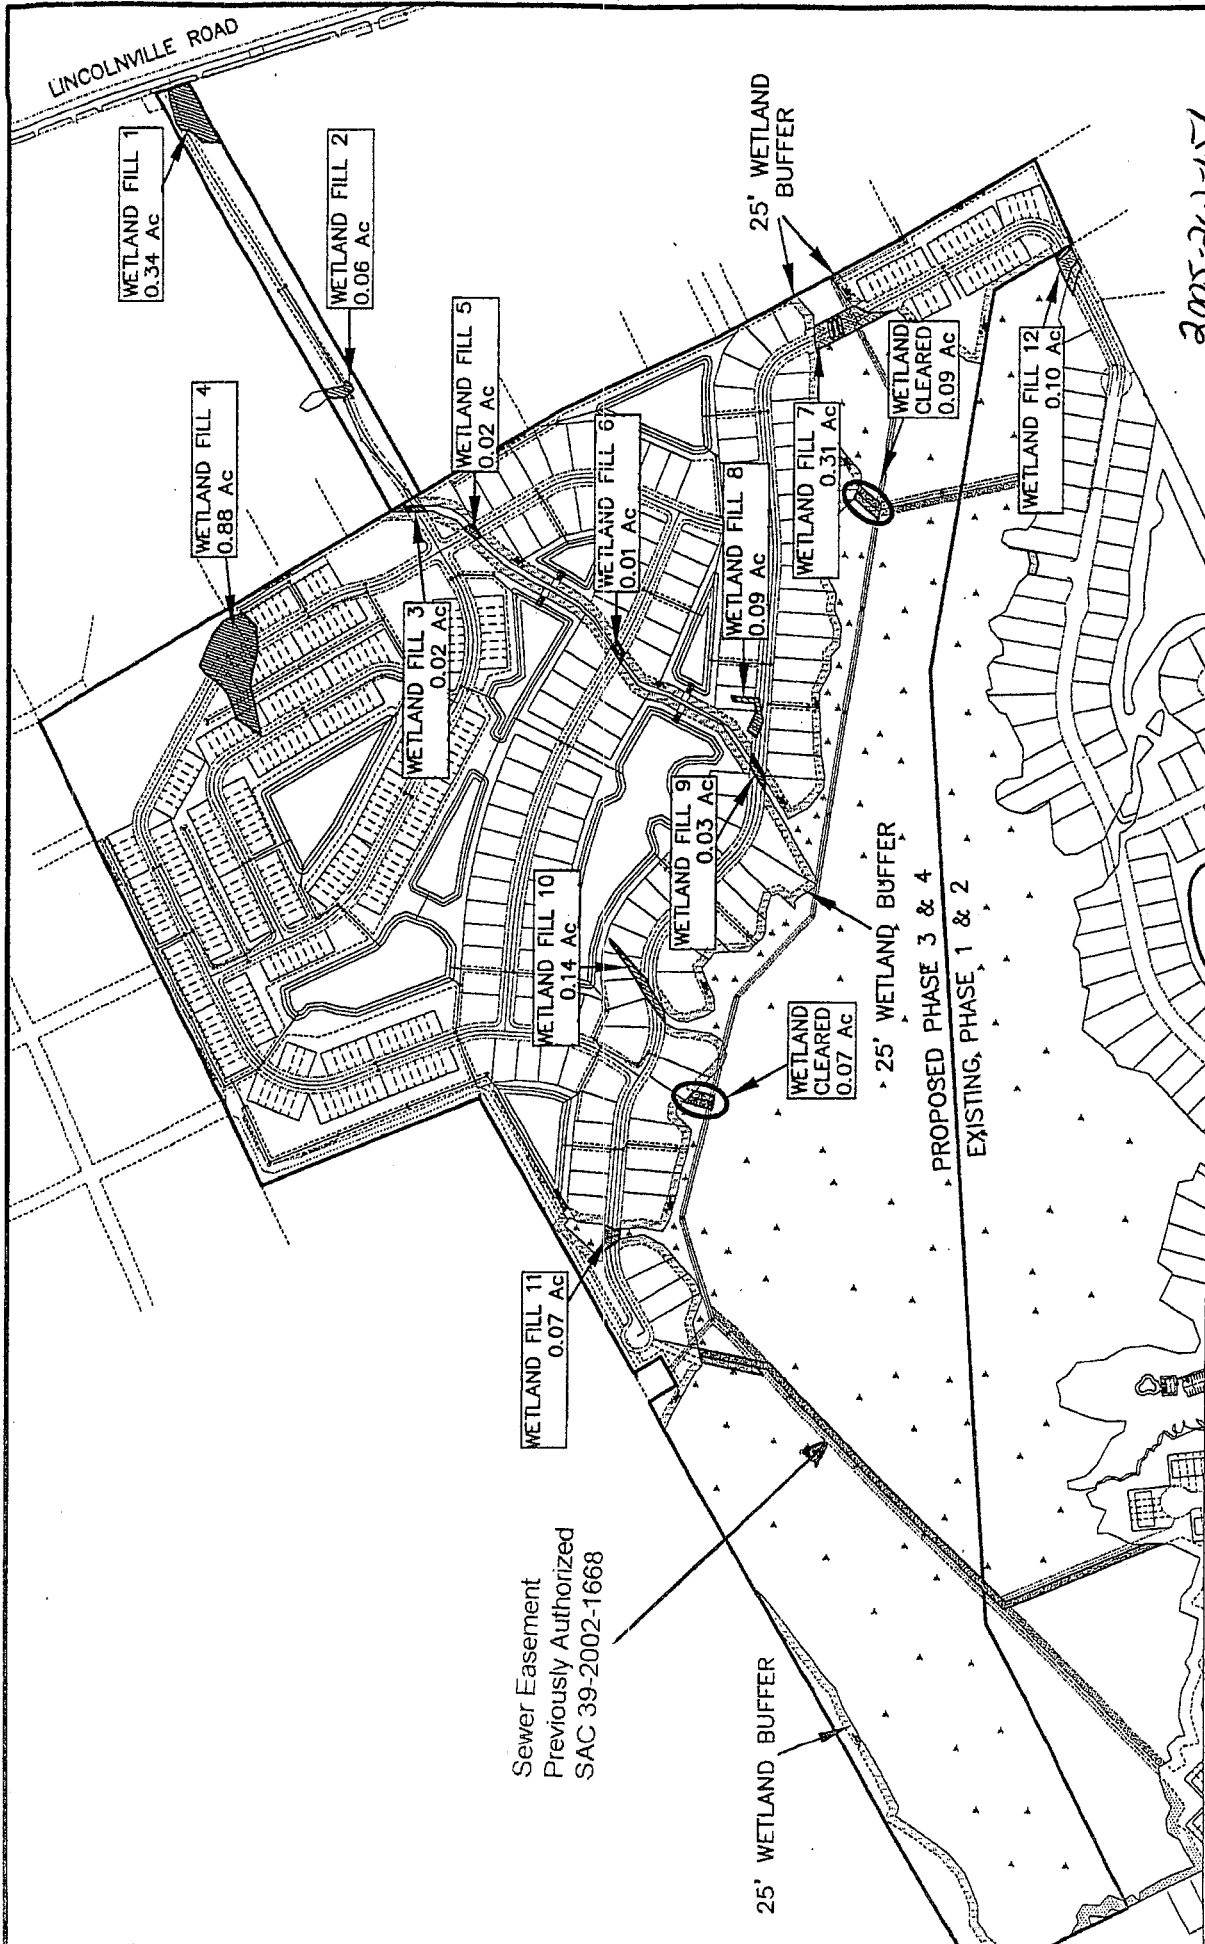 LINCOLNVILLE ROAD
WETLAND FILL 1
0.34 Ac
WETLAND FILL 2
0.06 Ac
WETLAND FILL 4
0.88 Ac
WETLAND FILL 3
0.02 Ac
WETLAND FILL 5
0.02 Ac
WETLAND FILL 6
0.01 Ac
25' WETLAND
BUFFER
WETLAND FILL 8
0.09 Ac
WETLAND FILL 7
0.31 Ac
WETLAND
CLEARED
0.09 Ac
WETLAND FILL 12
0.10 Ac
WETLAND FILL 9
0.03 Ac
WETLAND FILL 10
0.14 Ac
25' WETLAND BUFFER
WETLAND
CLEARED
0.07 Ac
PROPOSED PHASE 3 & 4
EXISTING PHASE 1 & 2
WETLAND FILL 11
0.07 Ac
Sewer Easement
Previously Authorized
SAC 39-2002-1668
25' WETLAND BUFFER